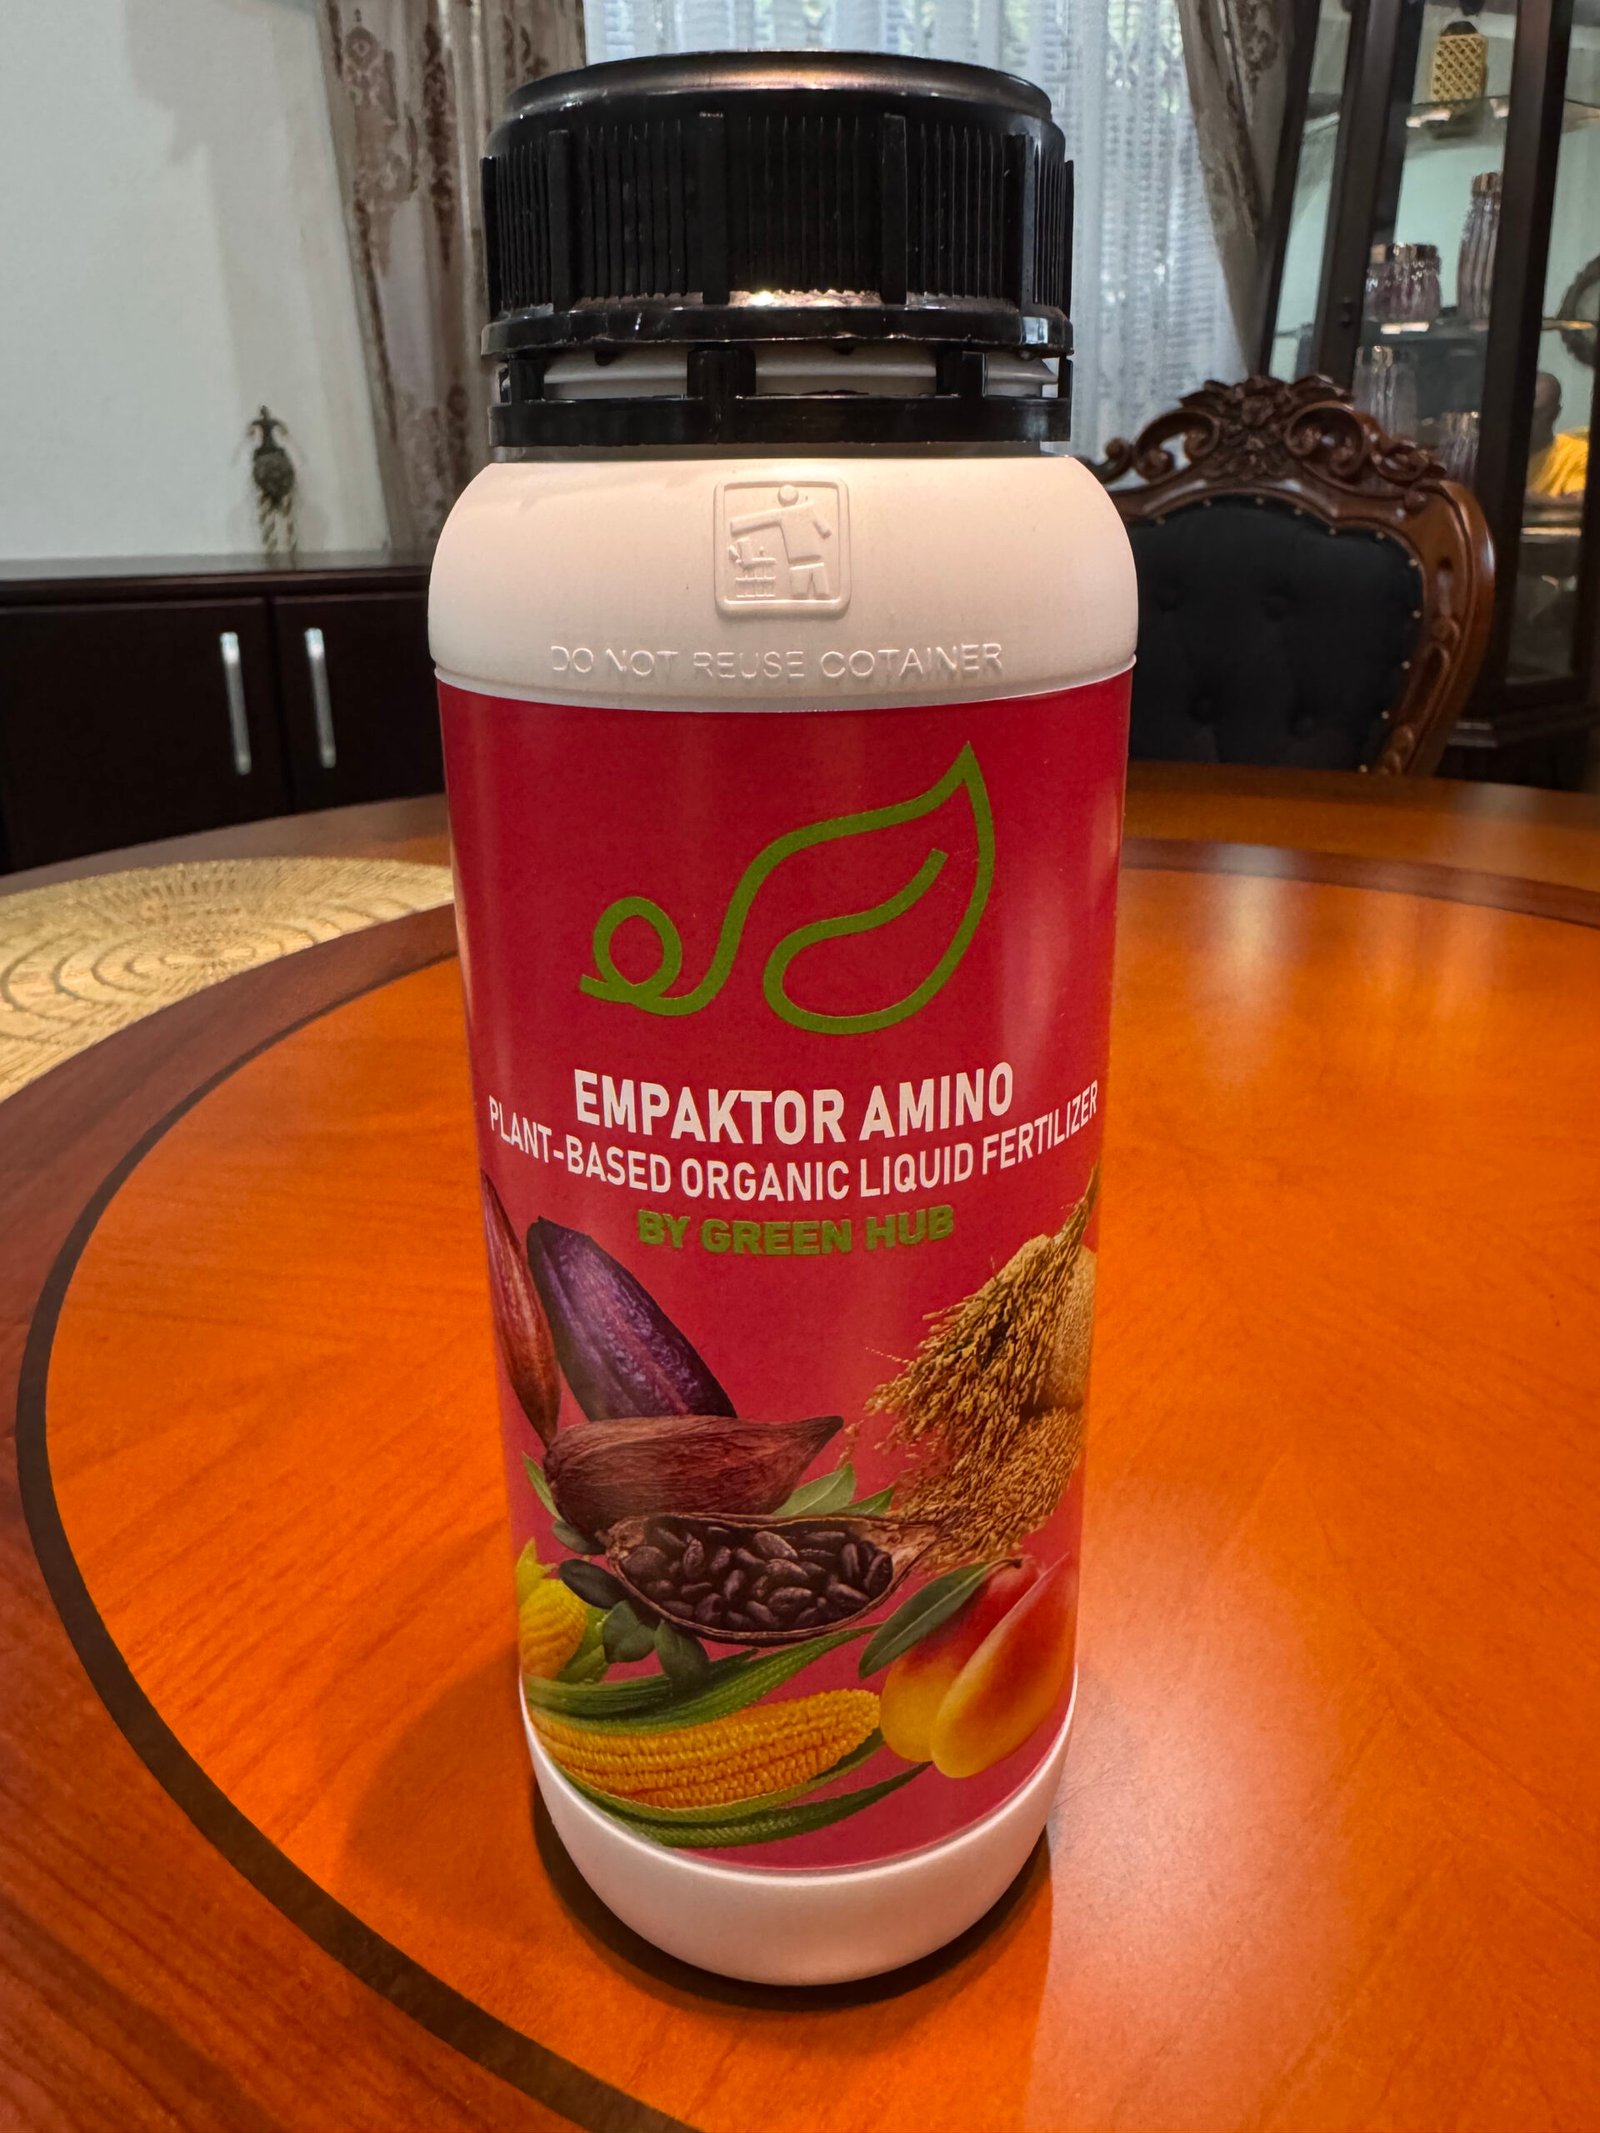 DO NOT REUSE COTAINER
EMPAKTOR AMINO
PLANT-BASED ORGANIC LIQUID FERTILIZER
BY GREEN HUB